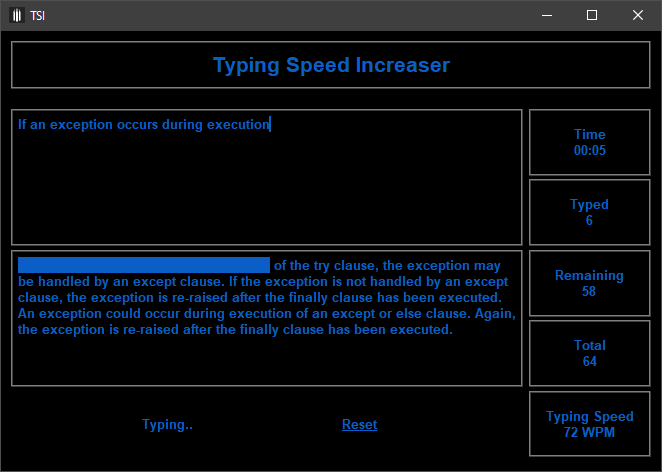 TSI
Typing Speed Increaser
If an exception occurs during execution
Time
00:05
Typed
6
of the try clause, the exception may
be handled by an except clause. If the exception is not handled by an except
clause, the exception is re-raised after the finally clause has been executed.
An exception could occur during execution of an except or else clause. Again,
the exception is re-raised after the finally clause has been executed.
Remaining
58
Total
64
Typing Speed
72 WPM
Typing..
Reset